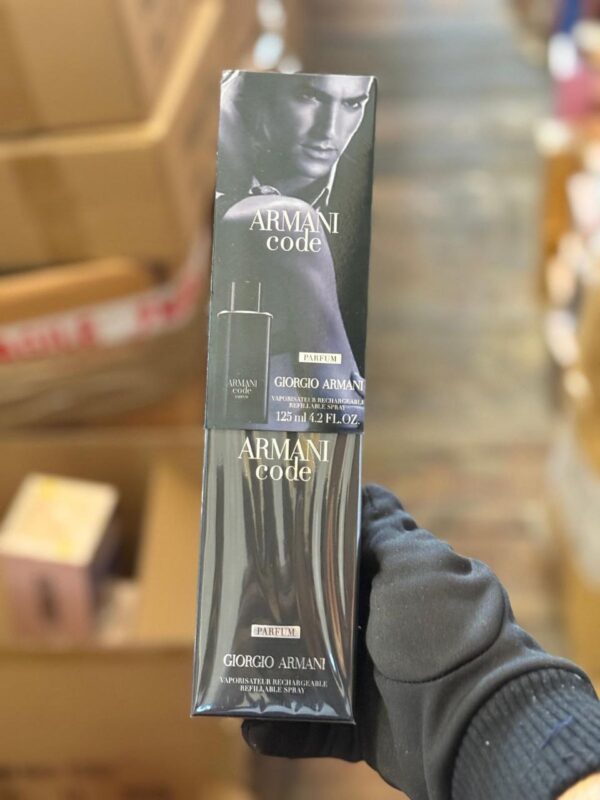 ARMANI
code
ARMANI
code
PARFUM
PARFUM
GIORGIO ARMANI
VAPORISATEUR RECHARGEABLE
REFILLABLE SPRAY
125 ml 4.2 FL.OZ.
ARMANI
code
PARFUM
GIORGIO ARMANI
VAPORISATEUR RECHARGEABLE
REFILLABLE SPRAY